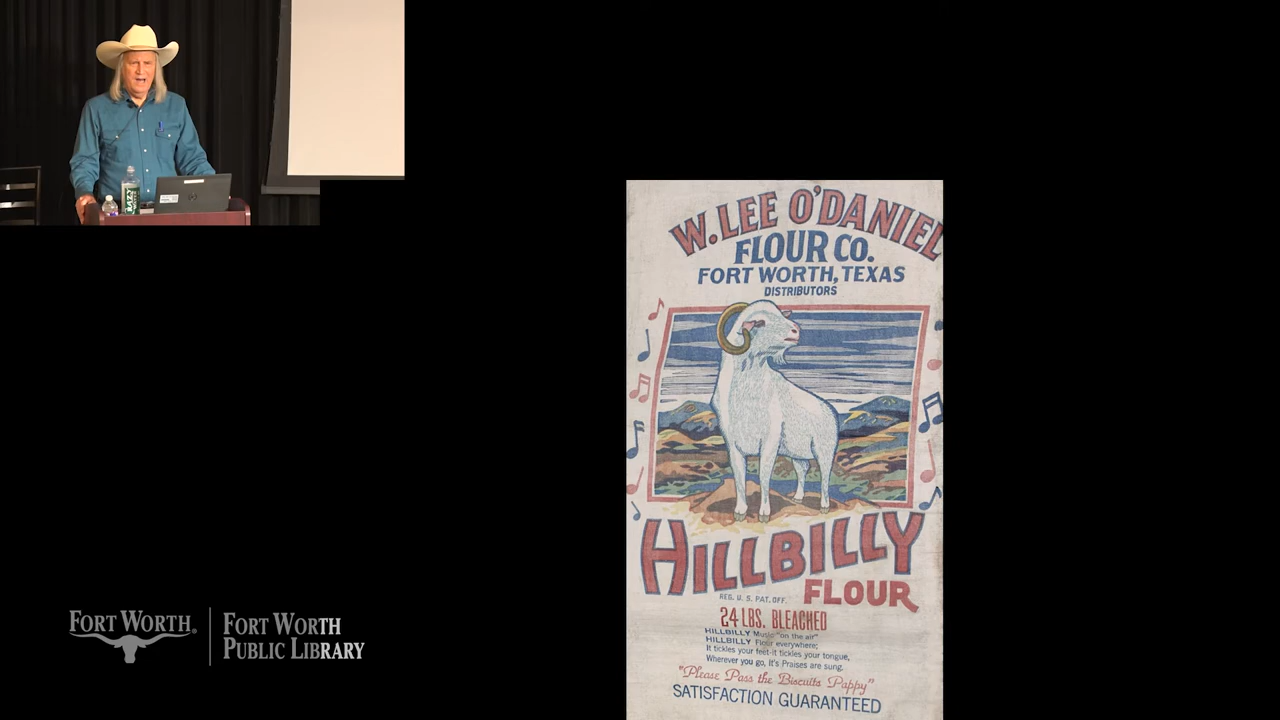 W. LEE O'DANIEL
FLOUR CO.
FORT WORTH, TEXAS
DISTRIBUTORS
HILLBILLY
REG. U. S. PAT. OFF.
FLOUR
24 LBS. BLEACHED
HILLBILLY Music "on the air"
HILLBILLY Flour everywhere;
It tickles your feet-it tickles your tongue,
Wherever you go, It's Praises are sung.
"Please Pass the Biscuits Pappy"
SATISFACTION GUARANTEED
FORT WORTH®
FORT WORTH
PUBLIC LIBRARY